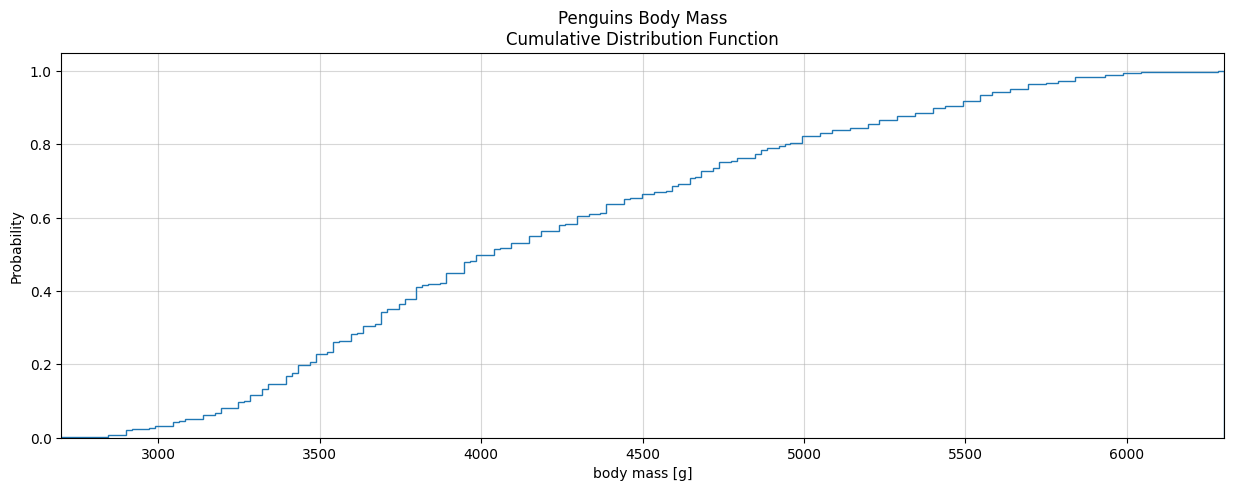 Penguins Body Mass
Cumulative Distribution Function
Probability
1.0
0.8
0.6
0.4
0.2
0.0
3000 3500 4000 4500 5000 5500 6000
body mass [g]